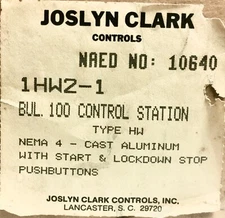 JOSLYN CLARK
CONTROLS
NAED NO: 10640
1HW2-1
BUL. 100 CONTROL STATION
TYPE HW
NEMA 4 - CAST ALUMINUM
WITH START & LOCKDOWN STOP
PUSHBUTTONS
JOSLYN CLARK CONTROLS, INC.
LANCASTER, S. C. 29720